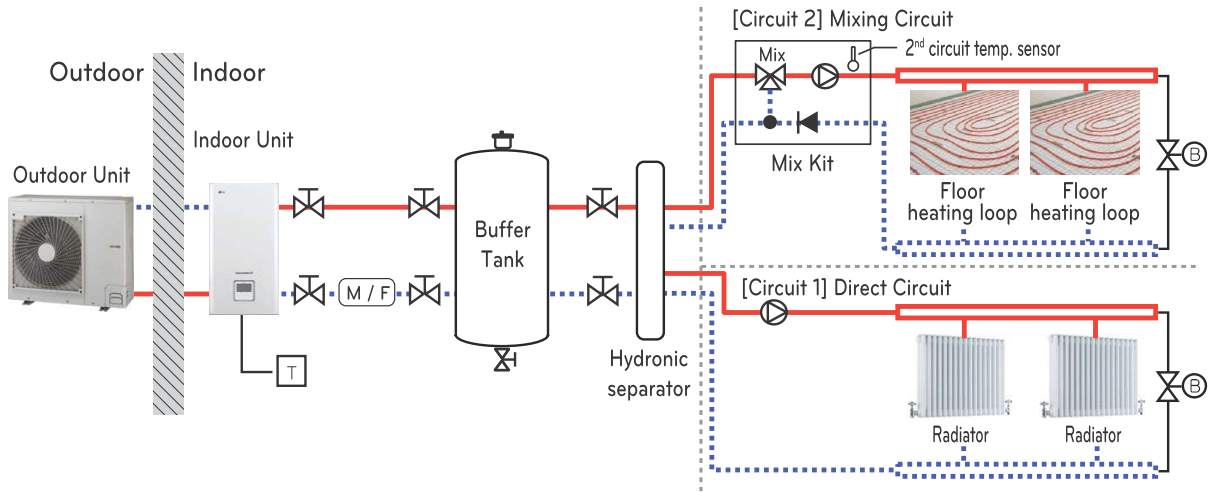 [Circuit 2] Mixing Circuit
Mix
2nd circuit temp. sensor
Outdoor
Indoor
Indoor Unit
Mix Kit
Outdoor Unit
Floor
heating loop
Floor
heating loop
B
Buffer
Tank
M / F
[Circuit 1] Direct Circuit
Hydronic
separator
T
B
Radiator
Radiator